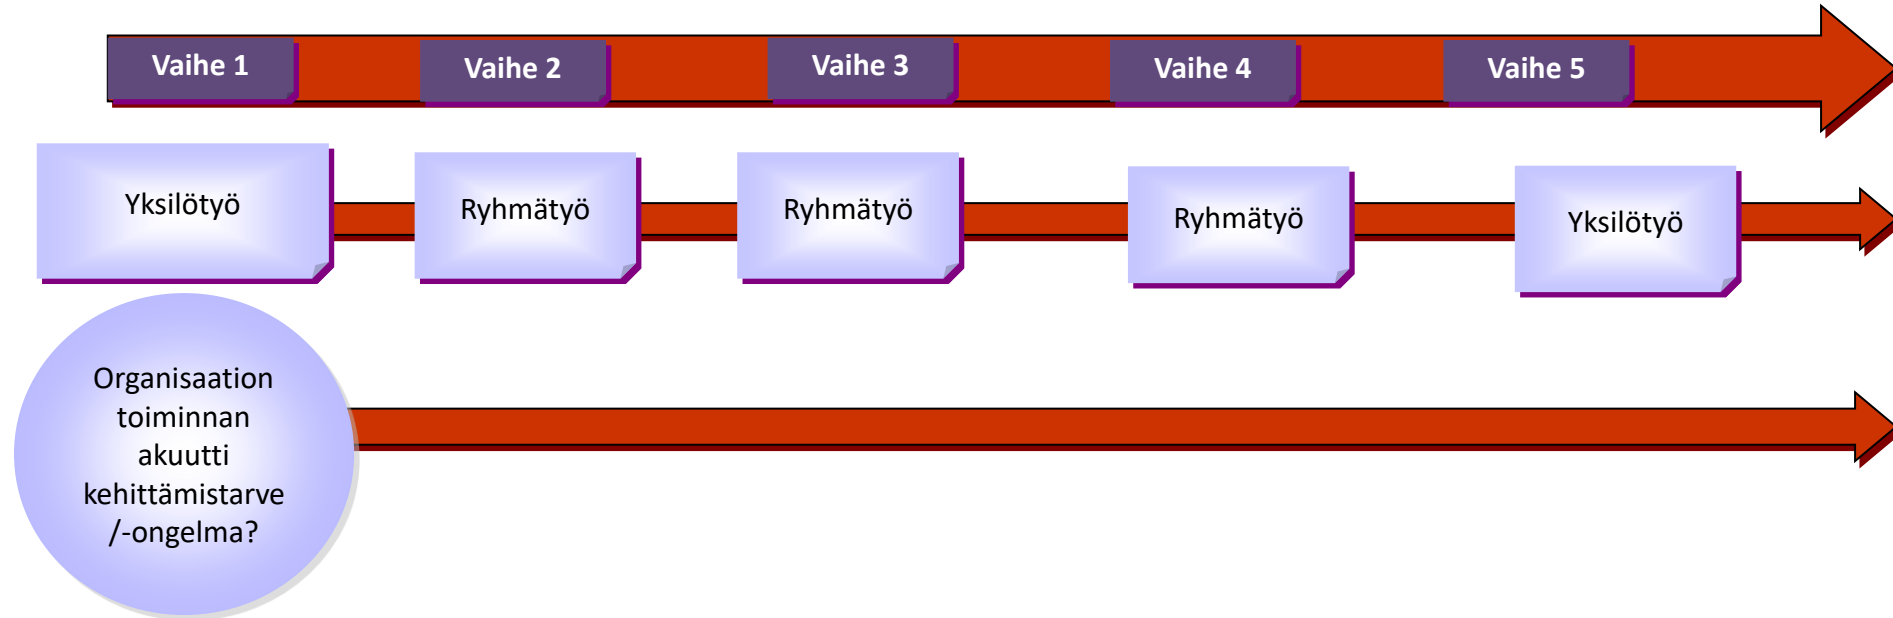 Vaihe 1
Vaihe 2
Vaihe 3
Vaihe 4
Vaihe 5
Yksilötyö
Ryhmätyö
Ryhmätyö
Ryhmätyö
Yksilötyö
Organisaation
toiminnan
akuutti
kehittämistarve
/-ongelma?